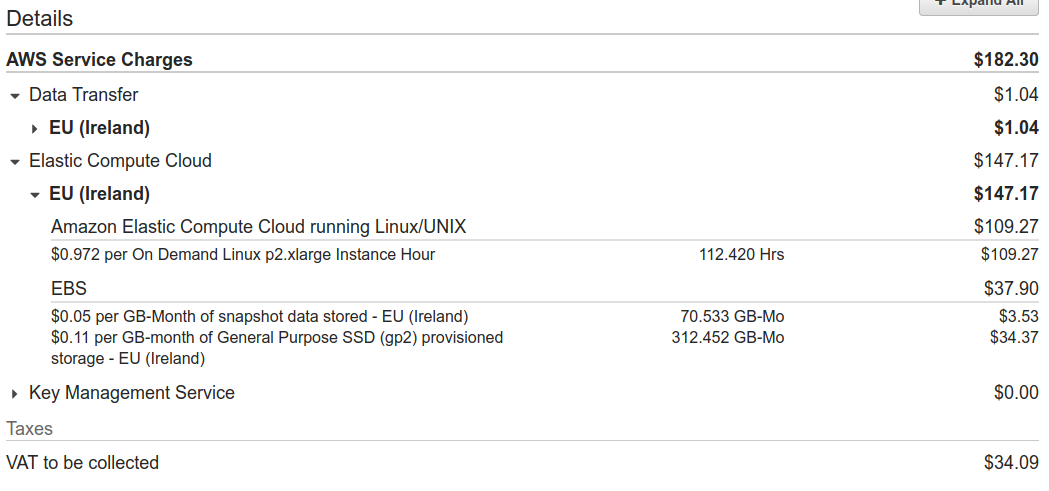 + Expand All
Details
AWS Service Charges $182.30
Data Transfer $1.04
EU (Ireland) $1.04
Elastic Compute Cloud $147.17
EU (Ireland) $147.17
Amazon Elastic Compute Cloud running Linux/UNIX $109.27
$0.972 per On Demand Linux p2.xlarge Instance Hour 112.420 Hrs $109.27
EBS $37.90
$0.05 per GB-Month of snapshot data stored - EU (Ireland) 70.533 GB-Mo $3.53
$0.11 per GB-month of General Purpose SSD (gp2) provisioned 312.452 GB-Mo $34.37
storage - EU (Ireland)
Key Management Service $0.00
Taxes
VAT to be collected $34.09